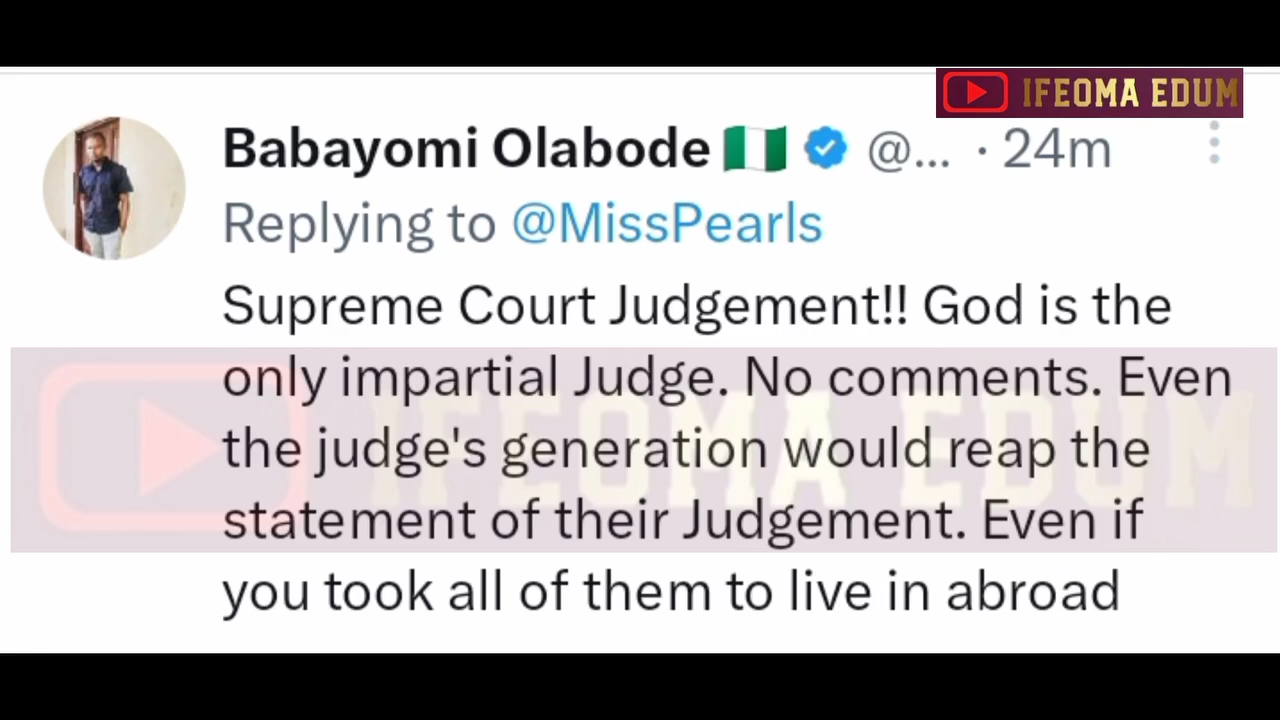 IFEOMA EDUM
Babayomi Olabode @... · 24m
Replying to @MissPearls
Supreme Court Judgement!! God is the
only impartial Judge. No comments. Even
the judge's generation would reap the
statement of their Judgement. Even if
you took all of them to live in abroad
IFEOMA EDUM